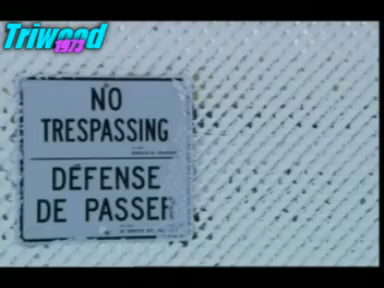 Triwood
1973
NO
TRESPASSING
DÉFENSE
DE PASSER